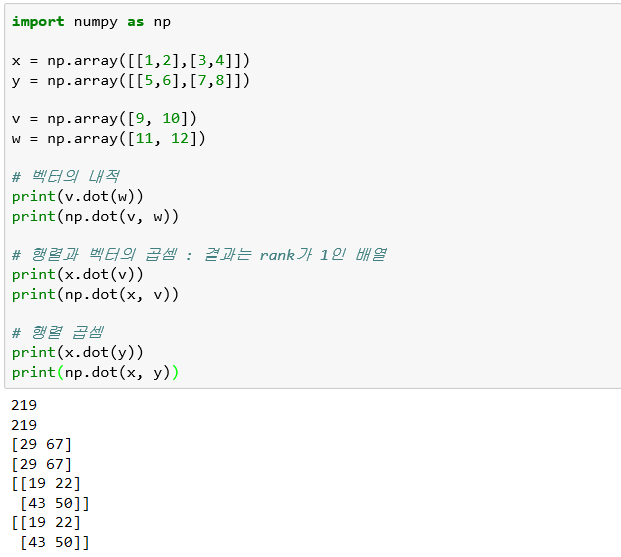 import numpy as np
x = np.array([[1,2],[3,4]])
y = np.array([[5,6],[7,8]])
v = np.array([9, 10])
w = np.array([11, 12])
# 벡터의 내적
print(v.dot(w))
print(np.dot(v, w))
# 행렬과 벡터의 곱셈 : 결과는 rank가 1인 배열
print(x.dot(v))
print(np.dot(x, v))
# 행렬 곱셈
print(x.dot(y))
print(np.dot(x, y))
219
219
[29 67]
[29 67]
[[19 22]
 [43 50]]
[[19 22]
 [43 50]]